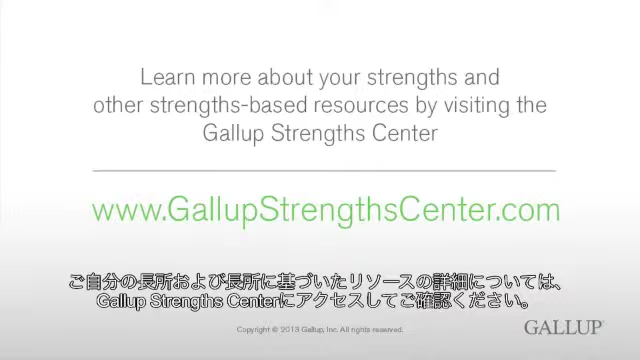 Learn more about your strengths and
other strengths-based resources by visiting the
Gallup Strengths Center
www.GallupStrengthsCenter.com
ご自分の長所および長所に基づいたリソースの詳細については、
Gallup Strengths Centerにアクセスしてご確認ください。
Copyright © 2013 Gallup, Inc. All rights reserved.
GALLUP